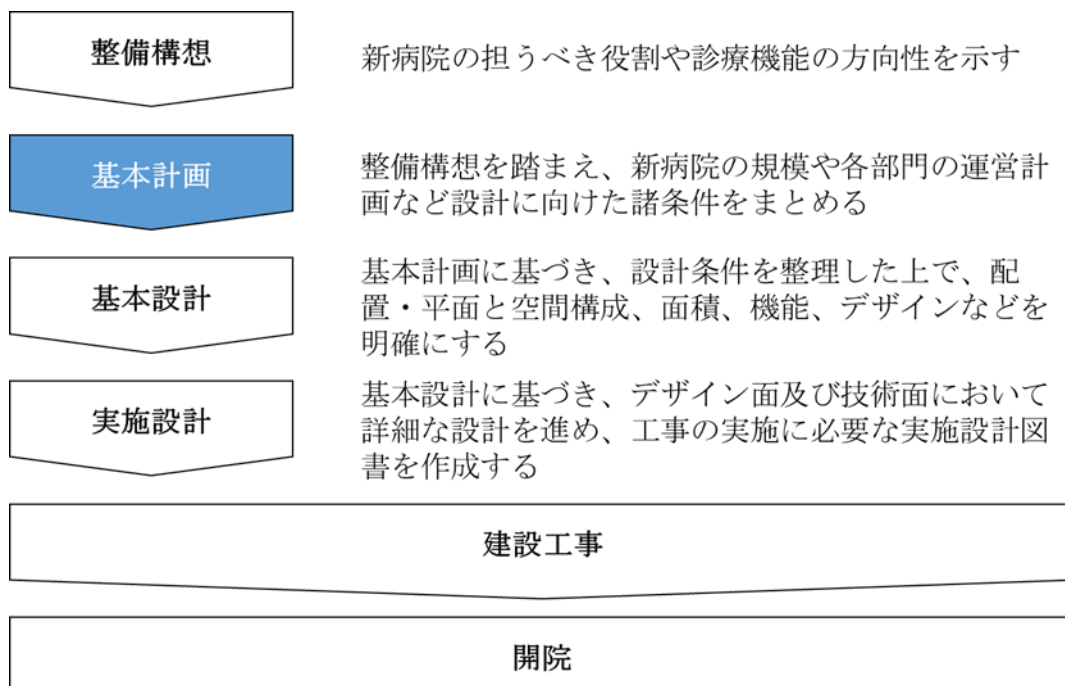 整備構想
新病院の担うべき役割や診療機能の方向性を示す
基本計画
整備構想を踏まえ、新病院の規模や各部門の運営計
画など設計に向けた諸条件をまとめる
基本設計
基本計画に基づき、設計条件を整理した上で、配
置・平面と空間構成、面積、機能、デザインなどを
明確にする
実施設計
基本設計に基づき、デザイン面及び技術面において
詳細な設計を進め、工事の実施に必要な実施設計図
書を作成する
建設工事
開院